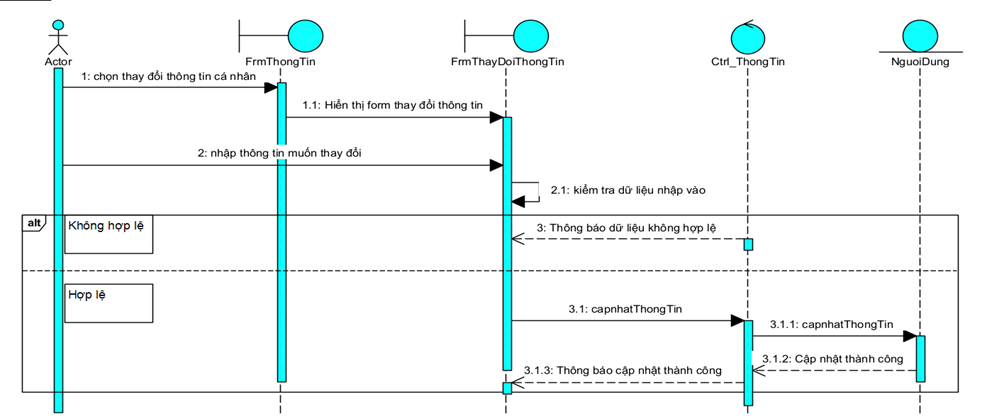 Actor
FrmThongTin
FrmThayDoiThongTin
Ctrl_ThongTin
NguoiDung
1: chọn thay đổi thông tin cá nhân
1.1: Hiển thị form thay đổi thông tin
2: nhập thông tin muốn thay đổi
2.1: kiểm tra dữ liệu nhập vào
alt
Không hợp lệ
3: Thông báo dữ liệu không hợp lệ
Hợp lệ
3.1: capnhatThongTin
3.1.1: capnhatThongTin
3.1.2: Cập nhật thành công
3.1.3: Thông báo cập nhật thành công